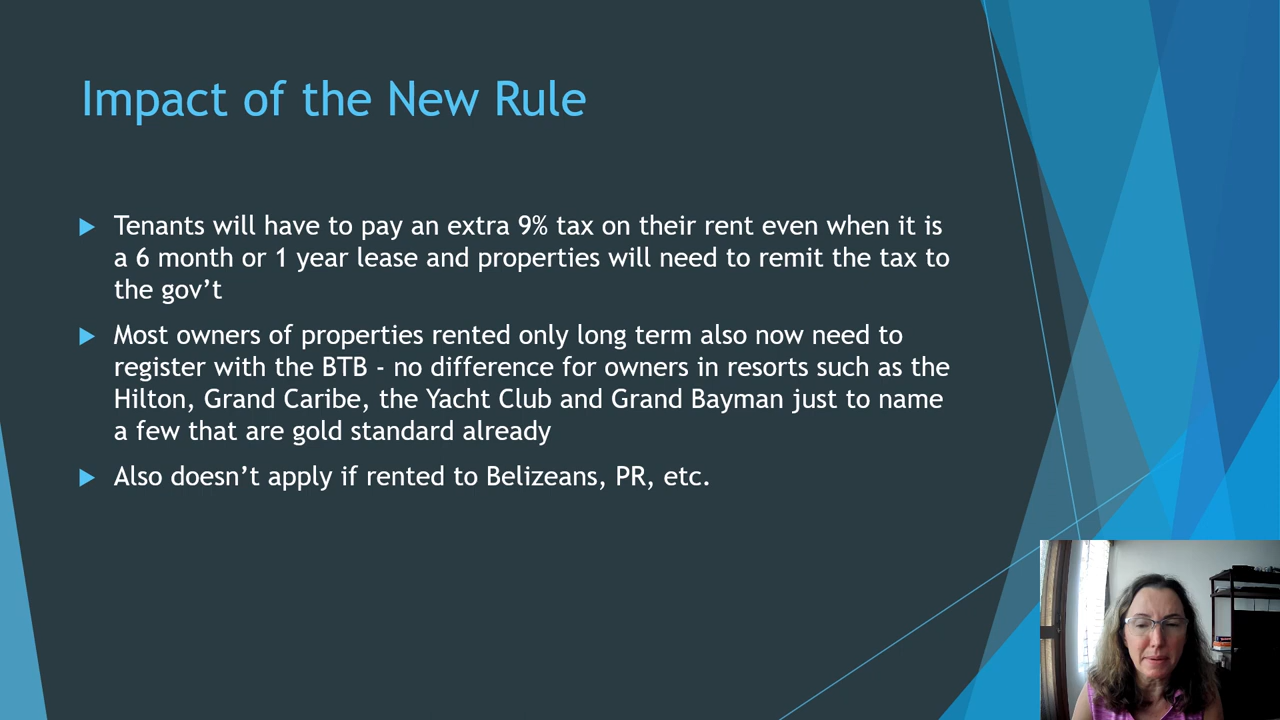 Impact of the New Rule
Tenants will have to pay an extra 9% tax on their rent even when it is
a 6 month or 1 year lease and properties will need to remit the tax to
the gov’t
Most owners of properties rented only long term also now need to
register with the BTB - no difference for owners in resorts such as the
Hilton, Grand Caribe, the Yacht Club and Grand Bayman just to name
a few that are gold standard already
Also doesn’t apply if rented to Belizeans, PR, etc.